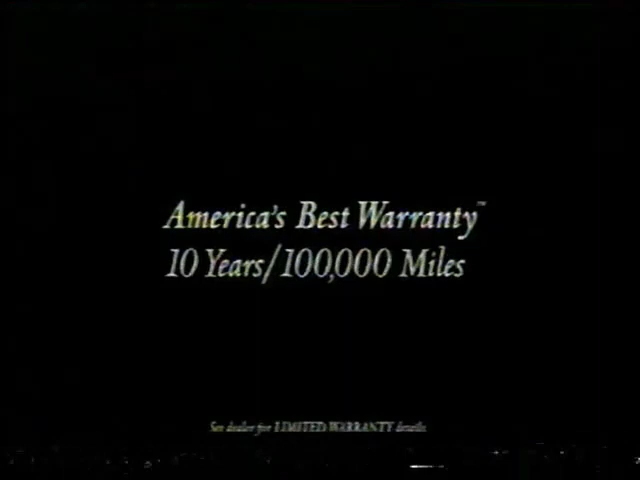 America's Best Warranty™
10 Years/100,000 Miles
See dealer for LIMITED WARRANTY details.